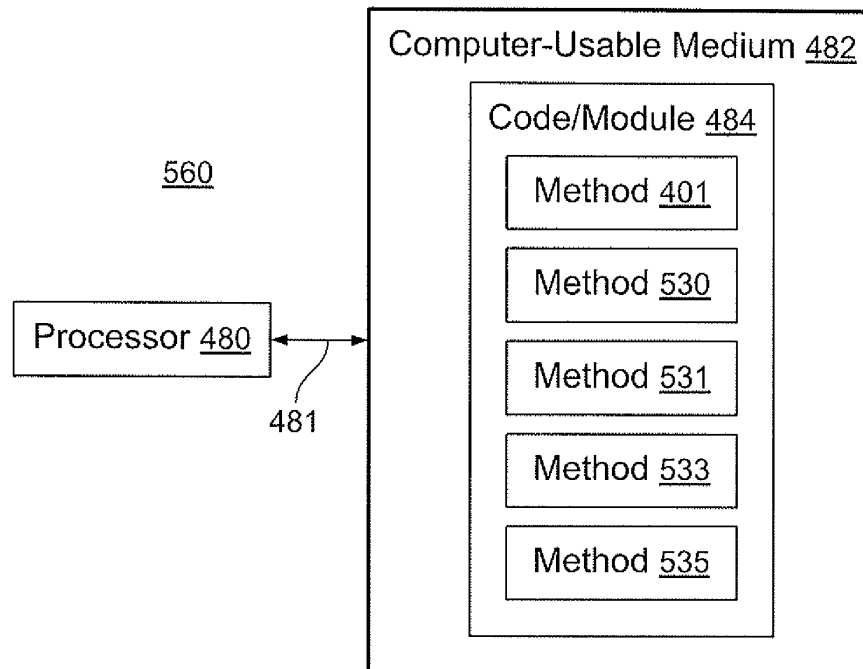 Computer-Usable Medium 482
Code/Module 484
560
Method 401
Method 530
Processor 480
481
Method 531
Method 533
Method 535